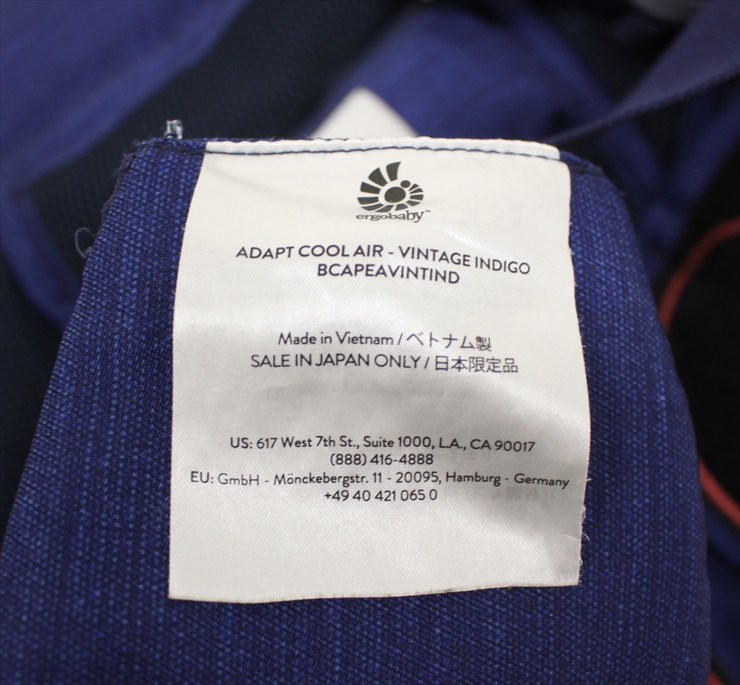 ergobaby™
ADAPT COOL AIR - VINTAGE INDIGO
BCAPEAVINTIND
Made in Vietnam / ベトナム製
SALE IN JAPAN ONLY / 日本限定品
US: 617 West 7th St., Suite 1000, L.A., CA 90017
(888) 416-4888
EU: GmbH - Mönckebergstr. 11 - 20095, Hamburg - Germany
+49 40 421 065 0